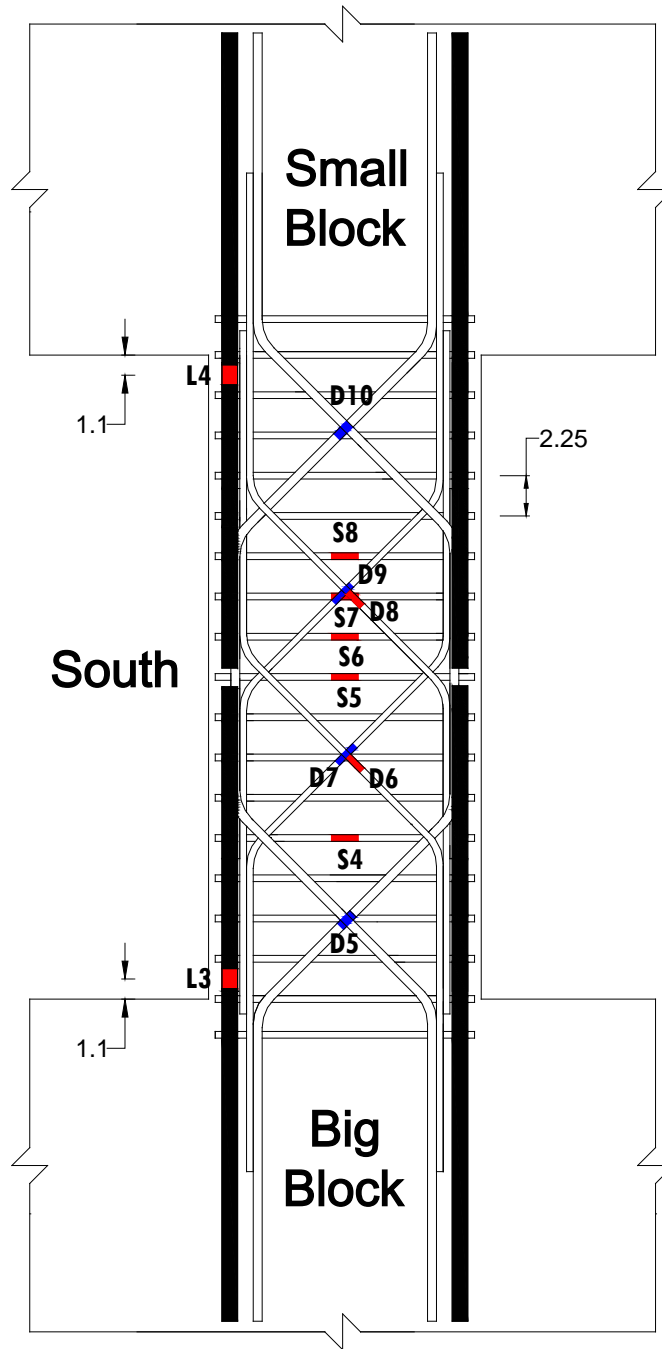 Small
Block
L4
D10
1.1
2.25
S8
D9
S7
D8
South
S6
S5
D7
D6
S4
D5
L3
1.1
Big
Block